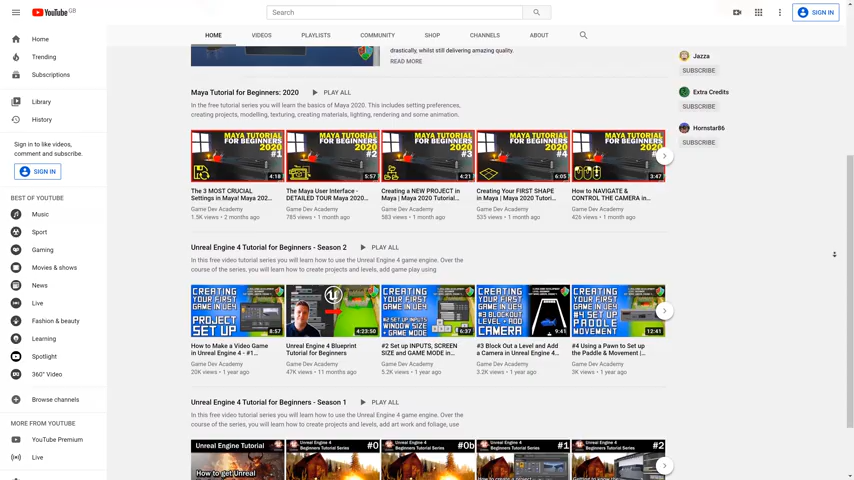 YouTube GB
Search
SIGN IN
HOME VIDEOS PLAYLISTS COMMUNITY SHOP CHANNELS ABOUT
Home
Trending
Subscriptions
Library
History
Sign in to like videos,
comment and subscribe.
SIGN IN
BEST OF YOUTUBE
Music
Sport
Gaming
Movies & shows
News
Live
Fashion & beauty
Learning
Spotlight
360° Video
Browse channels
MORE FROM YOUTUBE
YouTube Premium
Live
drastically, whilst still delivering amazing quality.
READ MORE
Maya Tutorial for Beginners: 2020 PLAY ALL
In the free tutorial series you will learn the basics of Maya 2020. This includes setting preferences,
creating projects, modelling, texturing, creating materials, lighting, rendering and some animation.
MAYA TUTORIAL
FOR BEGINNERS
2020 #1
4:18
MAYA TUTORIAL
FOR BEGINNERS
2020 #2
5:57
MAYA TUTORIAL
FOR BEGINNERS
2020 #3
4:21
MAYA TUTORIAL
FOR BEGINNERS
2020 #4
6:05
MAYA TUTORIAL
FOR BEGINNERS
2020
3:47
The 3 MOST CRUCIAL
Settings in Maya! Maya 202...
Game Dev Academy
1.5K views • 2 months ago
The Maya User Interface -
DETAILED TOUR Maya 2020...
Game Dev Academy
785 views • 1 month ago
Creating a NEW PROJECT in
Maya | Maya 2020 Tutorial...
Game Dev Academy
583 views • 1 month ago
Creating Your FIRST SHAPE
in Maya | Maya 2020 Tutori...
Game Dev Academy
535 views • 1 month ago
How to NAVIGATE &
CONTROL THE CAMERA in...
Game Dev Academy
426 views • 1 month ago
Unreal Engine 4 Tutorial for Beginners - Season 2 PLAY ALL
In this free video tutorial series you will learn how to use the Unreal Engine 4 game engine. Over the
course of the series, you will learn how to create projects and levels, add game play using
CREATING
YOUR FIRST
GAME IN UE4
PROJECT
SET UP
8:57
4:23:50
CREATING
YOUR FIRST
GAME IN UE4
#2 SET UP INPUTS,
WINDOW SIZE +
GAME MODE
6:37
CREATING
YOUR FIRST
GAME IN UE4
#3 BLOCKOUT
LEVEL + ADD
CAMERA
9:41
CREATING
YOUR FIRST
GAME IN UE4
#4 SET UP
PADDLE
MOVEMENT
12:41
How to Make a Video Game
in Unreal Engine 4 - #1...
Game Dev Academy
20K views • 1 year ago
Unreal Engine 4 Blueprint
Tutorial for Beginners
Game Dev Academy
47K views • 11 months ago
#2 Set up INPUTS, SCREEN
SIZE and GAME MODE in...
Game Dev Academy
5.2K views • 1 year ago
#3 Block Out a Level and Add
a Camera in Unreal Engine 4...
Game Dev Academy
3.2K views • 1 year ago
#4 Using a Pawn to Set up
the Paddle & Movement |...
Game Dev Academy
3K views • 1 year ago
Unreal Engine 4 Tutorial for Beginners - Season 1 PLAY ALL
In this free video tutorial series you will learn how to use the Unreal Engine 4 game engine. Over the
course of the series, you will learn how to create projects and levels, add art work and foliage, use
Unreal Engine Tutorial
How to get Unreal
Unreal Engine 4
Beginners Tutorial Series
#0
Unreal Engine 4
Beginners Tutorial Series
#0b
Unreal Engine 4
Beginners Tutorial Series
#1
Unreal Engine 4
Beginners Tutorial Series
#2
Jazza
SUBSCRIBE
Extra Credits
SUBSCRIBE
Hornstar86
SUBSCRIBE